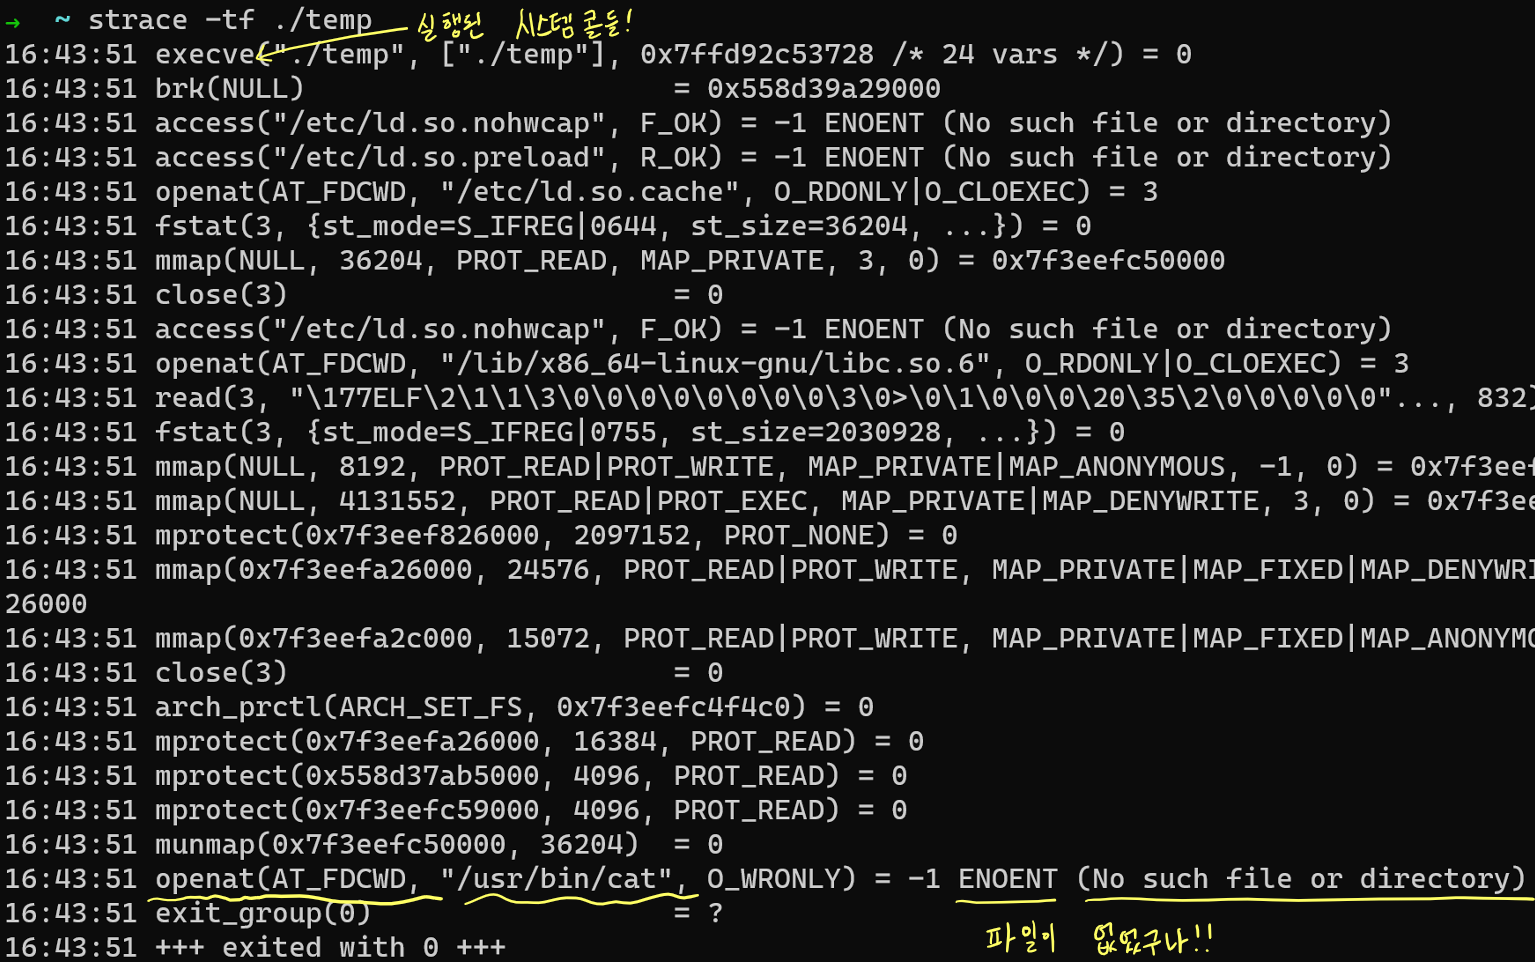 → ~ strace -tf ./temp 실행된 시스템 콜들!
16:43:51 execve("./temp", ["./temp"], 0x7ffd92c53728 /* 24 vars */) = 0
16:43:51 brk(NULL) = 0x558d39a29000
16:43:51 access("/etc/ld.so.nohwcap", F_OK) = -1 ENOENT (No such file or directory)
16:43:51 access("/etc/ld.so.preload", R_OK) = -1 ENOENT (No such file or directory)
16:43:51 openat(AT_FDCWD, "/etc/ld.so.cache", O_RDONLY|O_CLOEXEC) = 3
16:43:51 fstat(3, {st_mode=S_IFREG|0644, st_size=36204, ...}) = 0
16:43:51 mmap(NULL, 36204, PROT_READ, MAP_PRIVATE, 3, 0) = 0x7f3eefc50000
16:43:51 close(3) = 0
16:43:51 access("/etc/ld.so.nohwcap", F_OK) = -1 ENOENT (No such file or directory)
16:43:51 openat(AT_FDCWD, "/lib/x86_64-linux-gnu/libc.so.6", O_RDONLY|O_CLOEXEC) = 3
16:43:51 read(3, "\177ELF\2\1\1\3\0\0\0\0\0\0\0\0\3\0>\0\1\0\0\0\20\35\2\0\0\0\0\0"..., 832)
16:43:51 fstat(3, {st_mode=S_IFREG|0755, st_size=2030928, ...}) = 0
16:43:51 mmap(NULL, 8192, PROT_READ|PROT_WRITE, MAP_PRIVATE|MAP_ANONYMOUS, -1, 0) = 0x7f3eef
16:43:51 mmap(NULL, 4131552, PROT_READ|PROT_EXEC, MAP_PRIVATE|MAP_DENYWRITE, 3, 0) = 0x7f3ee
16:43:51 mprotect(0x7f3eef826000, 2097152, PROT_NONE) = 0
16:43:51 mmap(0x7f3eefa26000, 24576, PROT_READ|PROT_WRITE, MAP_PRIVATE|MAP_FIXED|MAP_DENYWRI
26000
16:43:51 mmap(0x7f3eefa2c000, 15072, PROT_READ|PROT_WRITE, MAP_PRIVATE|MAP_FIXED|MAP_ANONYMO
16:43:51 close(3) = 0
16:43:51 arch_prctl(ARCH_SET_FS, 0x7f3eefc4f4c0) = 0
16:43:51 mprotect(0x7f3eefa26000, 16384, PROT_READ) = 0
16:43:51 mprotect(0x558d37ab5000, 4096, PROT_READ) = 0
16:43:51 mprotect(0x7f3eefc59000, 4096, PROT_READ) = 0
16:43:51 munmap(0x7f3eefc50000, 36204) = 0
16:43:51 openat(AT_FDCWD, "/usr/bin/cat", O_WRONLY) = -1 ENOENT (No such file or directory)
16:43:51 exit_group(0) = ?
파일이 없었구나!!
16:43:51 +++ exited with 0 +++